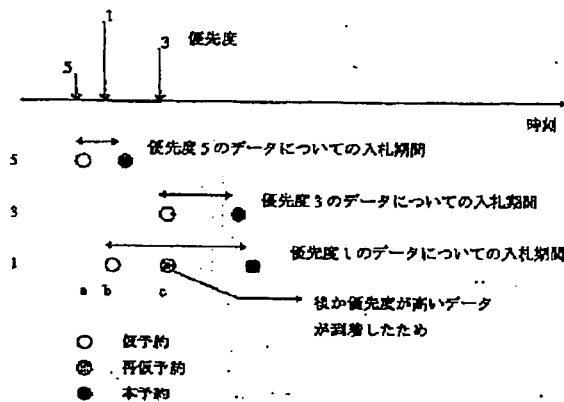 1
3
優先度
5
時刻
優先度5のデータについての入札期間
5
優先度3のデータについての入札期間
3
優先度1のデータについての入札期間
1
a b c
後か優先度が高いデータ
が到着したため
仮予約
再仮予約
本予約